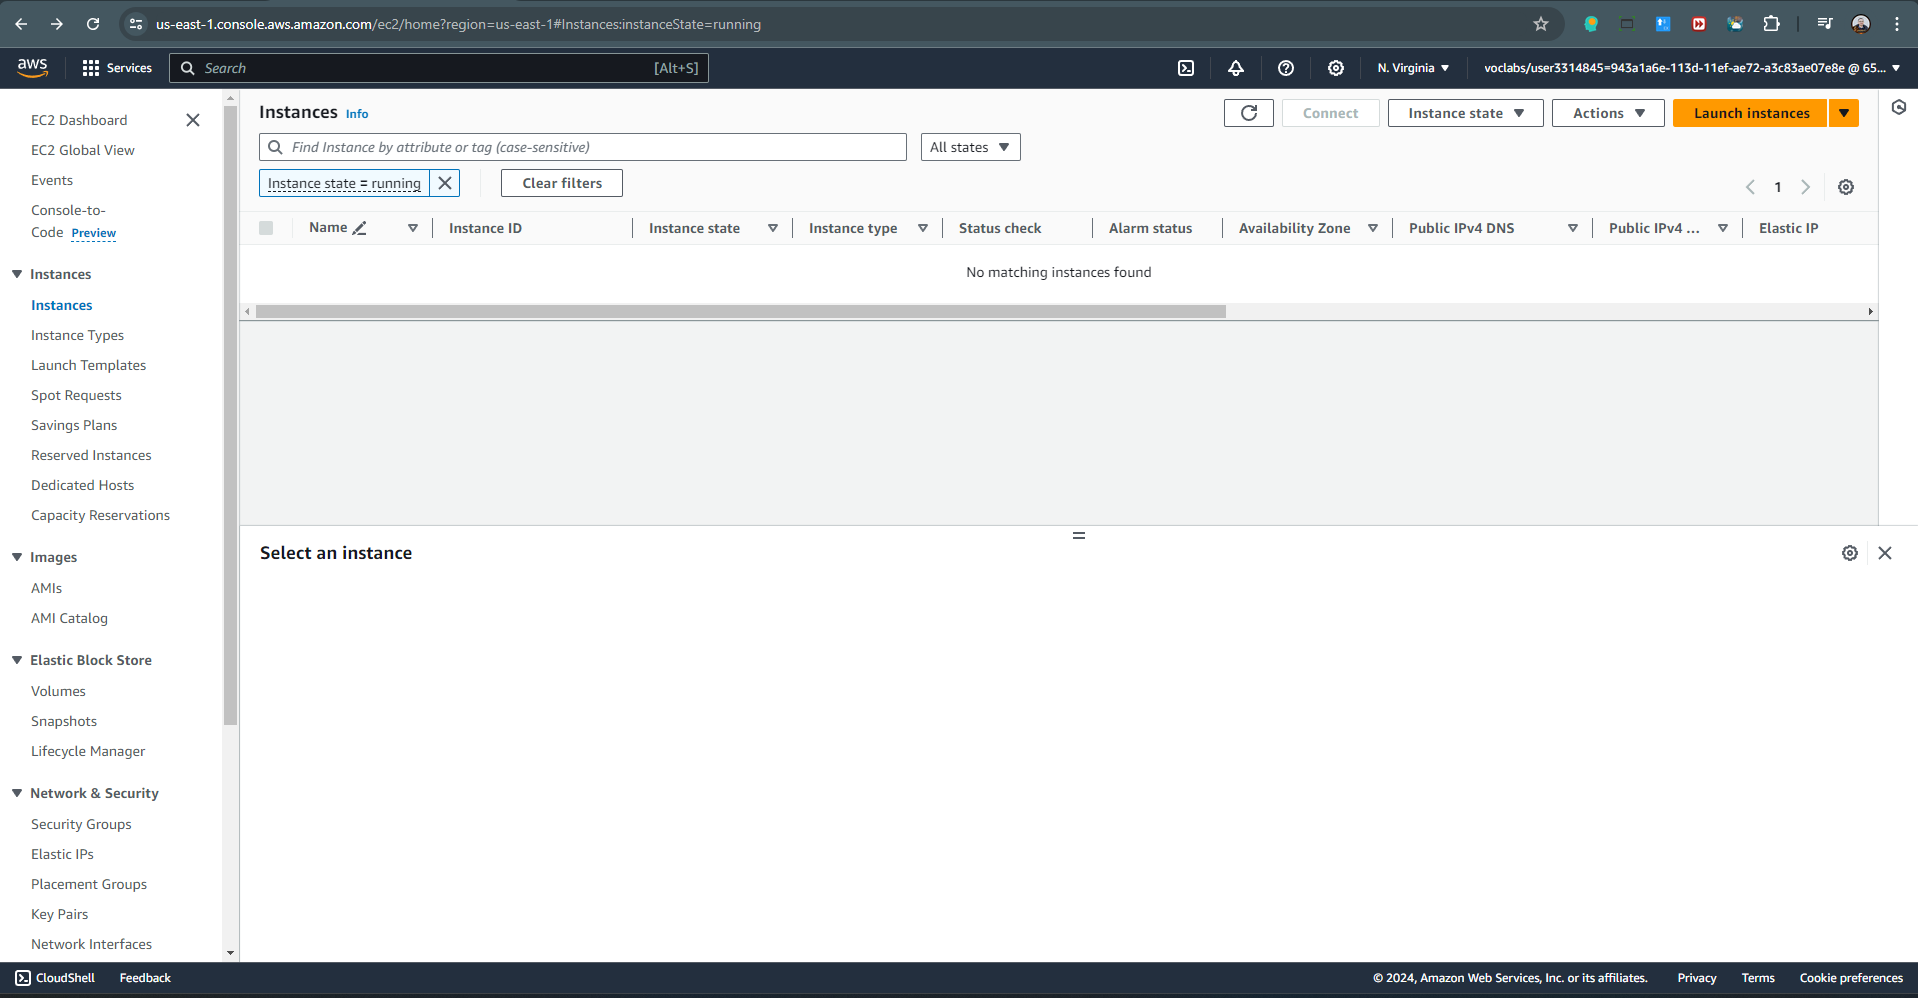 us-east-1.console.aws.amazon.com/ec2/home?region=us-east-1#Instances:instanceState=running
aws
Services
Search
[Alt+S]
N. Virginia
voclabs/user3314845=943a1a6e-113d-11ef-ae72-a3c83ae07e8e @ 65...
EC2 Dashboard
EC2 Global View
Events
Console-to-
Code Preview
Instances
Instances
Instance Types
Launch Templates
Spot Requests
Savings Plans
Reserved Instances
Dedicated Hosts
Capacity Reservations
Images
AMIs
AMI Catalog
Elastic Block Store
Volumes
Snapshots
Lifecycle Manager
Network & Security
Security Groups
Elastic IPs
Placement Groups
Key Pairs
Network Interfaces
Instances Info
Connect
Instance state
Actions
Launch instances
Find Instance by attribute or tag (case-sensitive)
All states
Instance state = running
Clear filters
1
Name
Instance ID
Instance state
Instance type
Status check
Alarm status
Availability Zone
Public IPv4 DNS
Public IPv4 ...
Elastic IP
No matching instances found
Select an instance
CloudShell
Feedback
© 2024, Amazon Web Services, Inc. or its affiliates.
Privacy
Terms
Cookie preferences